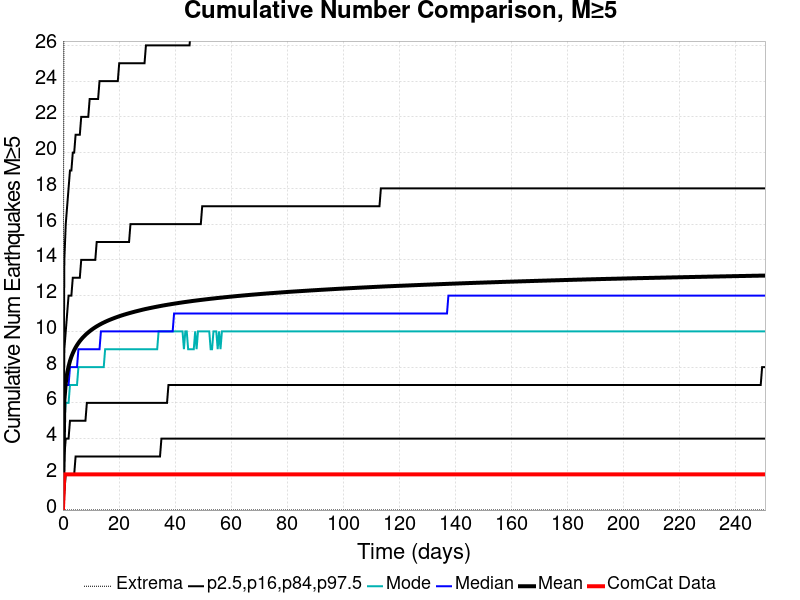 Cumulative Number Comparison, M≥5
Cumulative Num Earthquakes M≥5
26
24
22
20
18
16
14
12
10
8
6
4
2
0
0 20 40 60 80 100 120 140 160 180 200 220 240
Time (days)
Extrema p2.5,p16,p84,p97.5 Mode Median Mean ComCat Data